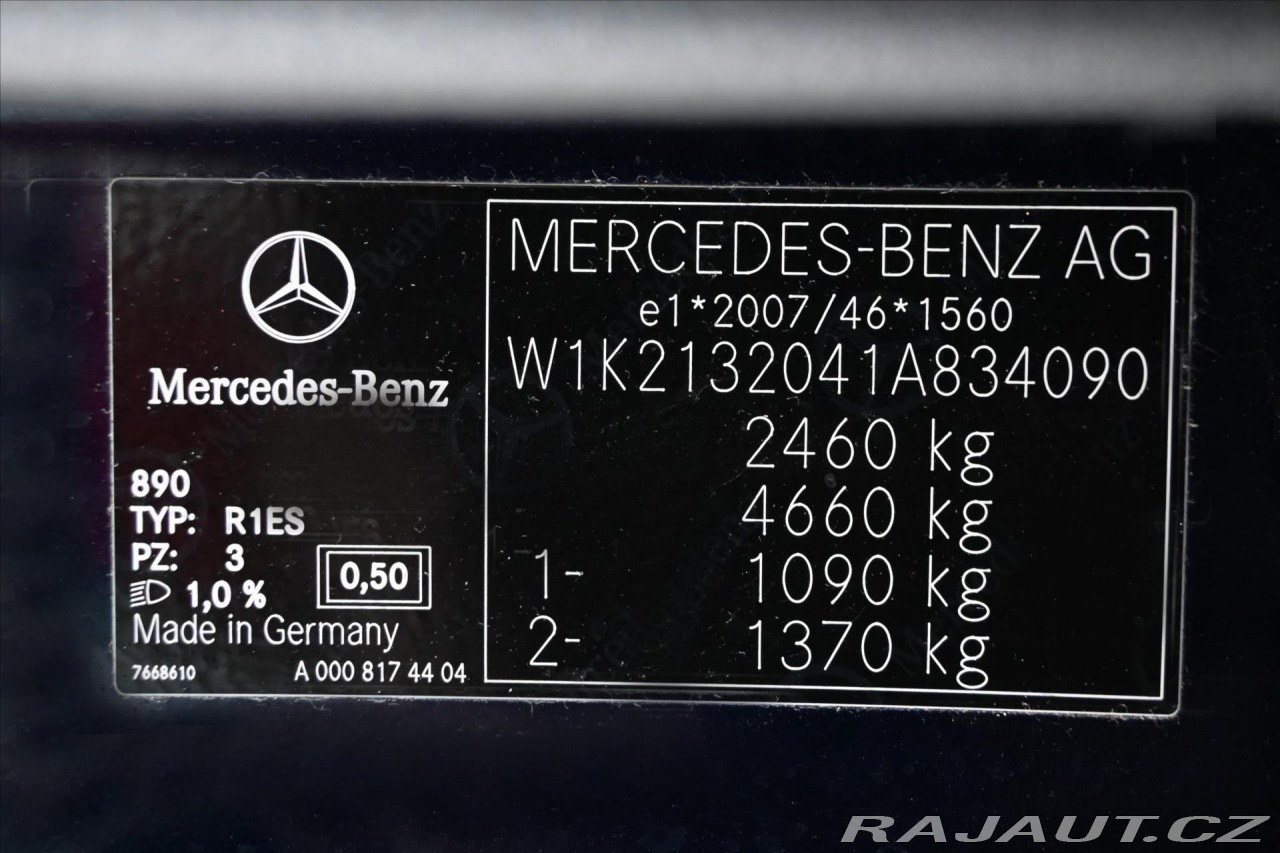 Mercedes-Benz
890
TYP: R1ES
PZ: 3
1,0 %
0,50
Made in Germany
7668610 A 000 817 44 04
MERCEDES-BENZ AG
e1*2007/46*1560
W1K2132041A834090
2460 kg
4660 kg
1- 1090 kg
2- 1370 kg
RAJAUT.CZ